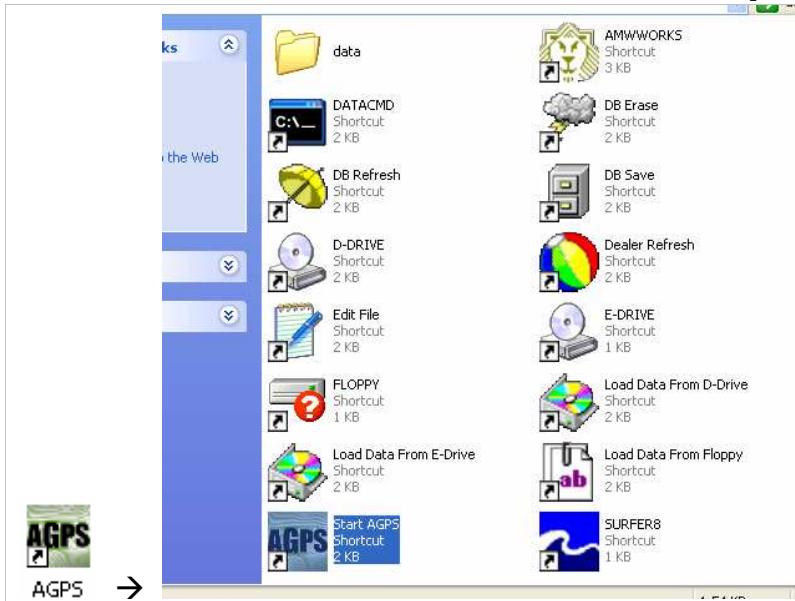 ks
data
AMWWORKS
Shortcut
3 KB
C:\_
DATACMD
Shortcut
2 KB
DB Erase
Shortcut
2 KB
the Web
DB Refresh
Shortcut
2 KB
DB Save
Shortcut
2 KB
D-DRIVE
Shortcut
2 KB
Dealer Refresh
Shortcut
2 KB
Edit File
Shortcut
2 KB
E-DRIVE
Shortcut
1 KB
FLOPPY
Shortcut
1 KB
Load Data From D-Drive
Shortcut
2 KB
Load Data From E-Drive
Shortcut
2 KB
ab
Load Data From Floppy
Shortcut
2 KB
AGPS
Start AGPS
Shortcut
2 KB
SURFER8
Shortcut
1 KB
AGPS
AGPS →